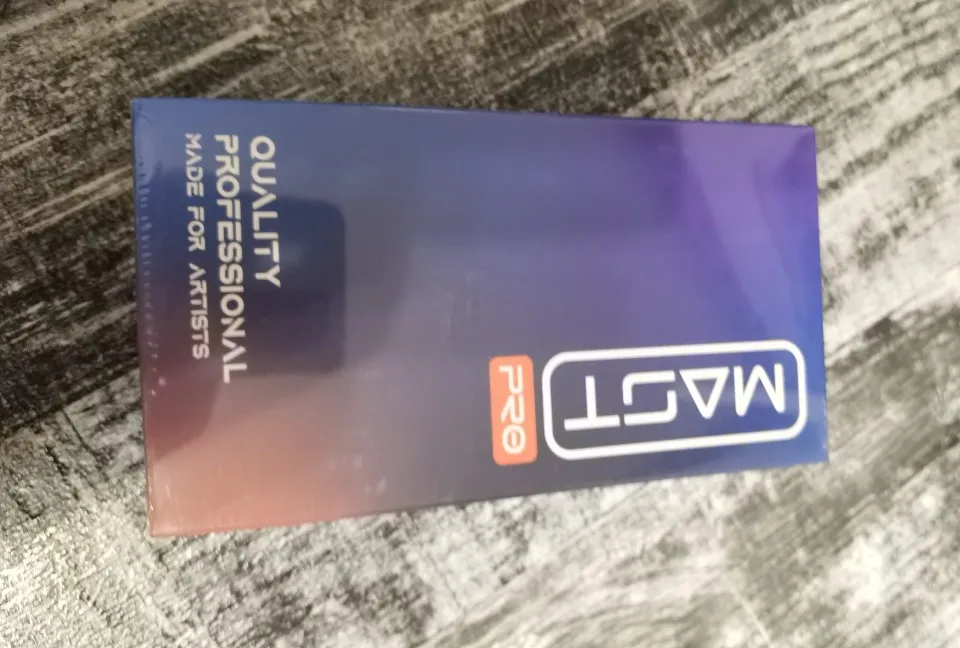 MAST
PRO
QUALITY
PROFESSIONAL
MADE FOR ARTISTS